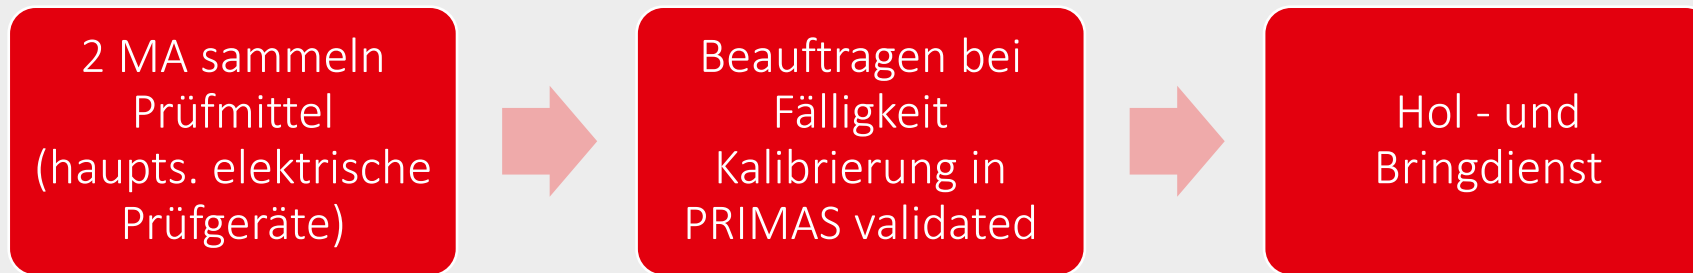 2 MA sammeln
Prüfmittel
(haupts. elektrische
Prüfgeräte)
Beauftragen bei
Fälligkeit
Kalibrierung in
PRIMAS validated
Hol - und
Bringdienst